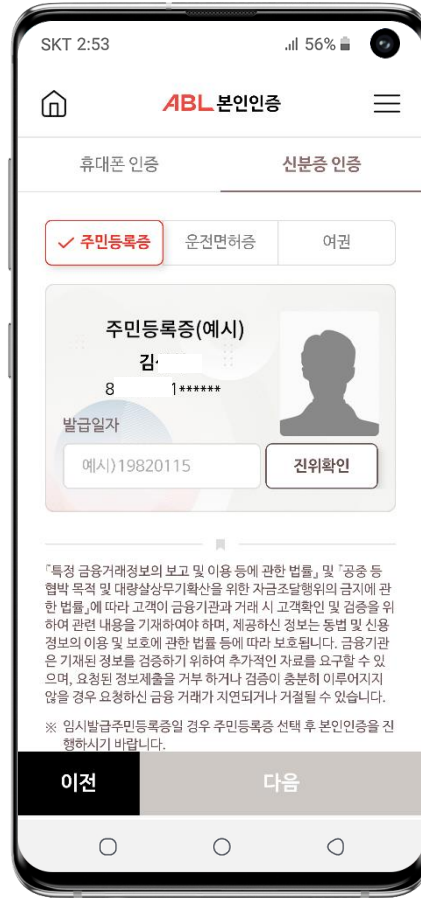 SKT 2:53
56%
ABL 본인인증
휴대폰 인증
신분증 인증
주민등록증
운전면허증
여권
주민등록증(예시)
김
8 1******
발급일자
예시)19820115
진위확인
「특정 금융거래정보의 보고 및 이용 등에 관한 법률」 및 「공중 등
협박 목적 및 대량살상무기확산을 위한 자금조달행위의 금지에 관
한 법률」에 따라 고객이 금융기관과 거래 시 고객확인 및 검증을 위
하여 관련 내용을 기재하여야 하며, 제공하신 정보는 동법 및 신용
정보의 이용 및 보호에 관한 법률 등에 따라 보호됩니다. 금융기관
은 기재된 정보를 검증하기 위하여 추가적인 자료를 요구할 수 있
으며, 요청된 정보제출을 거부 하거나 검증이 충분히 이루어지지
않을 경우 요청하신 금융 거래가 지연되거나 거절될 수 있습니다.
※ 임시발급주민등록증일 경우 주민등록증 선택 후 본인인증을 진
행하시기 바랍니다.
이전
다음